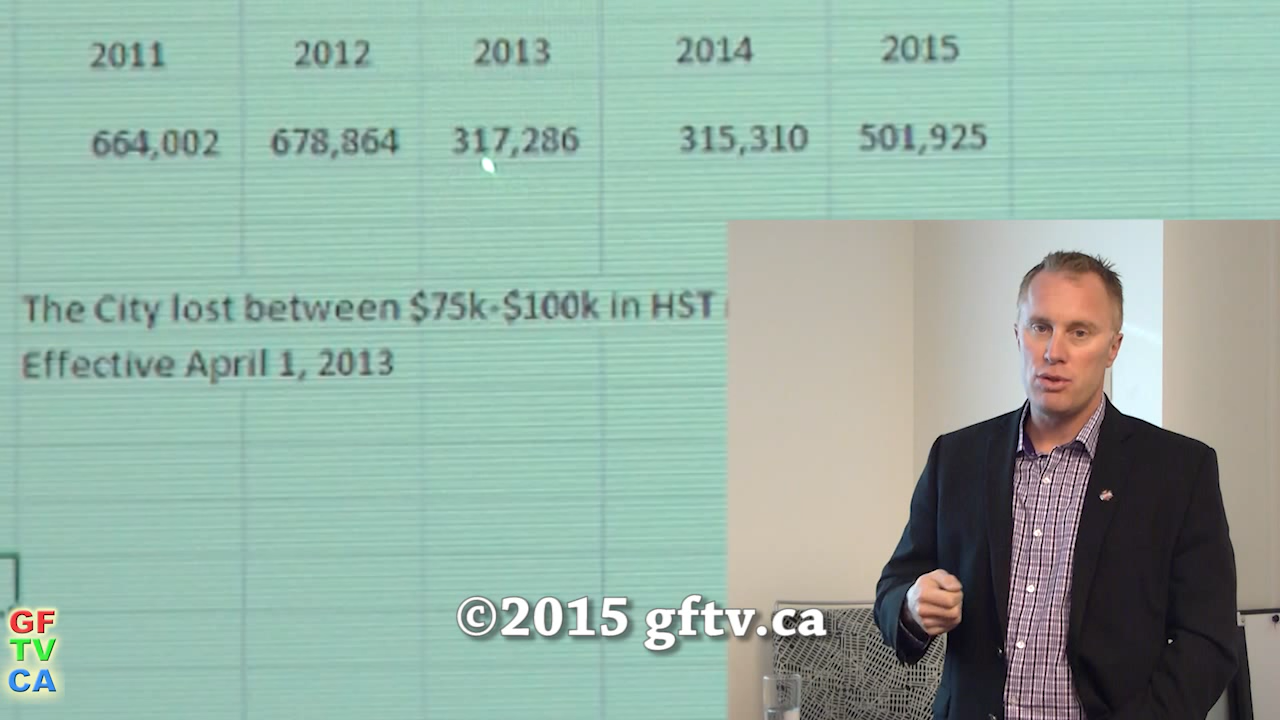 2011 2012 2013 2014 2015
664,002 678,864 317,286 315,310 501,925
The City lost between $75k-$100k in HST
Effective April 1, 2013
©2015 gftv.ca
GF
TV
CA